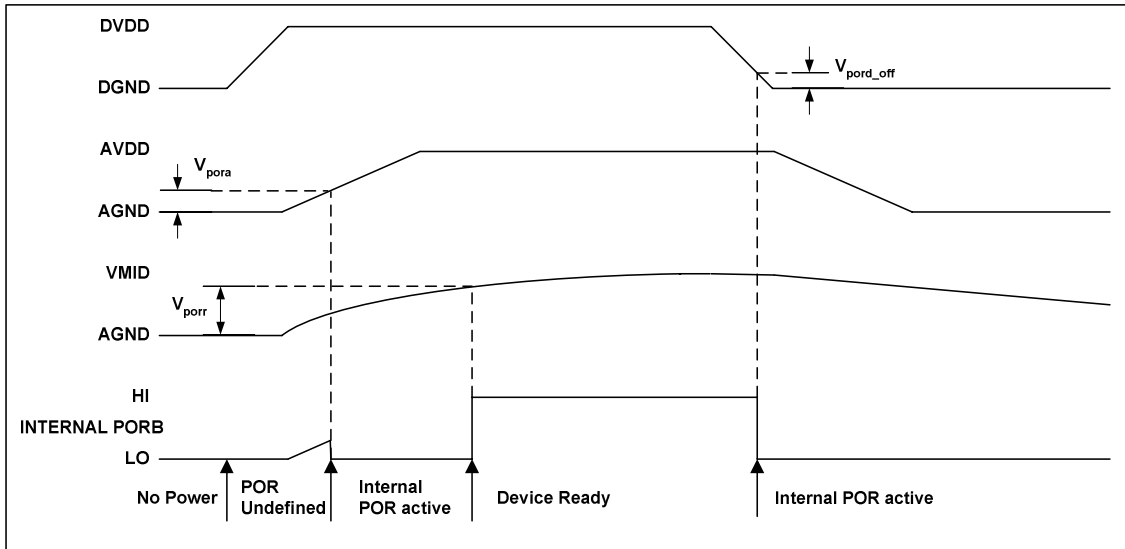 DVDD
V_pord_off
DGND
AVDD
V_pora
AGND
VMID
V_porr
AGND
HI
INTERNAL PORB
LO
No Power
POR
Undefined
Internal
POR active
Device Ready
Internal POR active